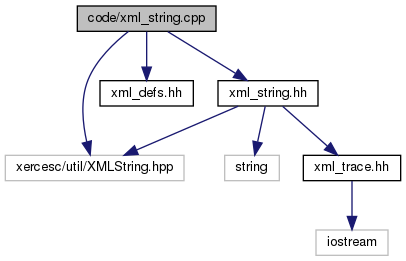 code/xml_string.cpp
xml_defs.hh
xml_string.hh
xercesc/util/XMLString.hpp
string
xml_trace.hh
iostream